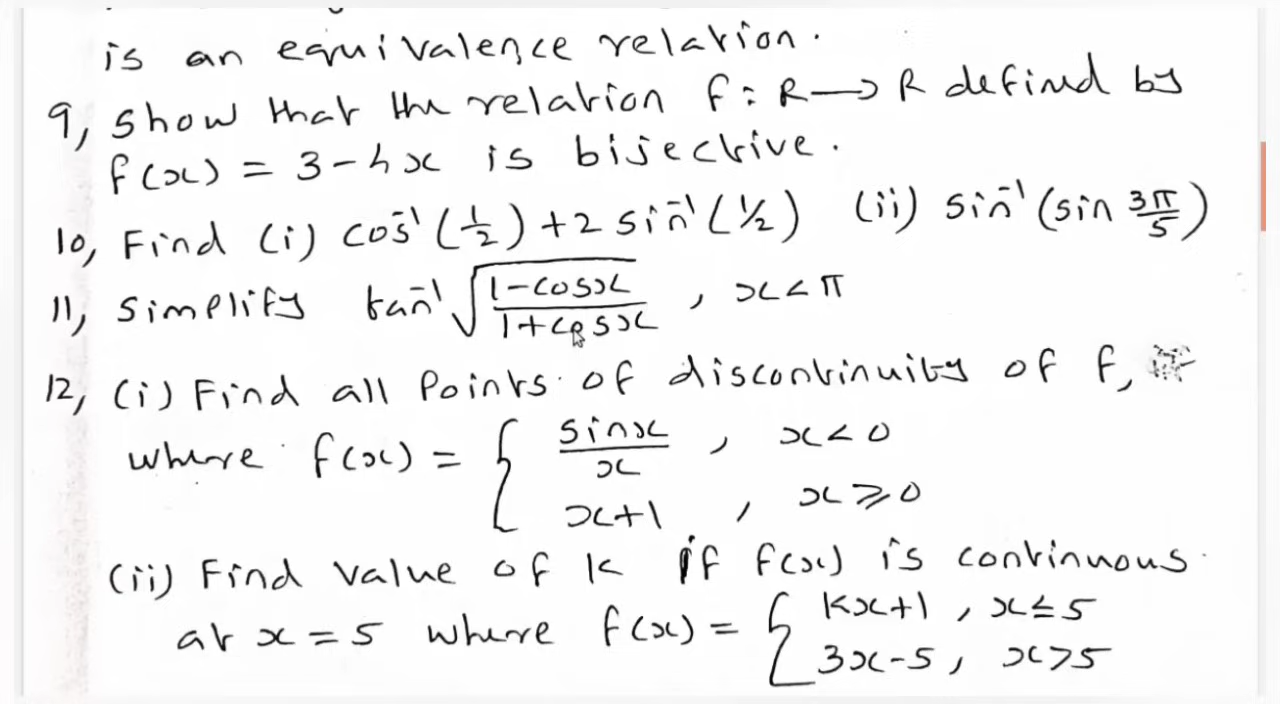 is an equivalence relation.
9, Show that the relation f : R → R defined by
f(x) = 3-4x is bijective.
10, Find (i) cos⁻¹(1/2) + 2 sin⁻¹(1/2) (ii) sin⁻¹(sin 3π/5)
11, Simplify tan⁻¹ √((1-cosx)/(1+cosx)) , x<π
12, (i) Find all Points of discontinuity of f,
where f(x) = { sinx/x , x<0
x+1 , x⩾0
(ii) Find value of k if f(x) is continuous
at x = 5 where f(x) = { kx+1 , x≤5
3x-5, x>5